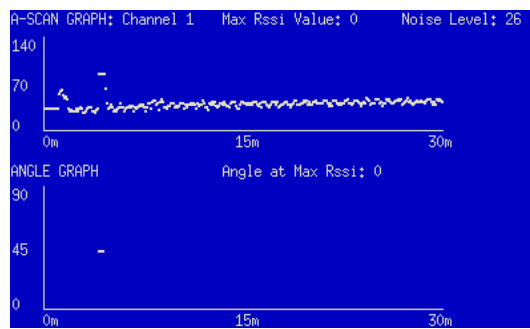 A-SCAN GRAPH: Channel 1 Max Rssi Value: 0 Noise Level: 26
140
70
0
0m 15m 30m
ANGLE GRAPH Angle at Max Rssi: 0
90
45
0
0m 15m 30m